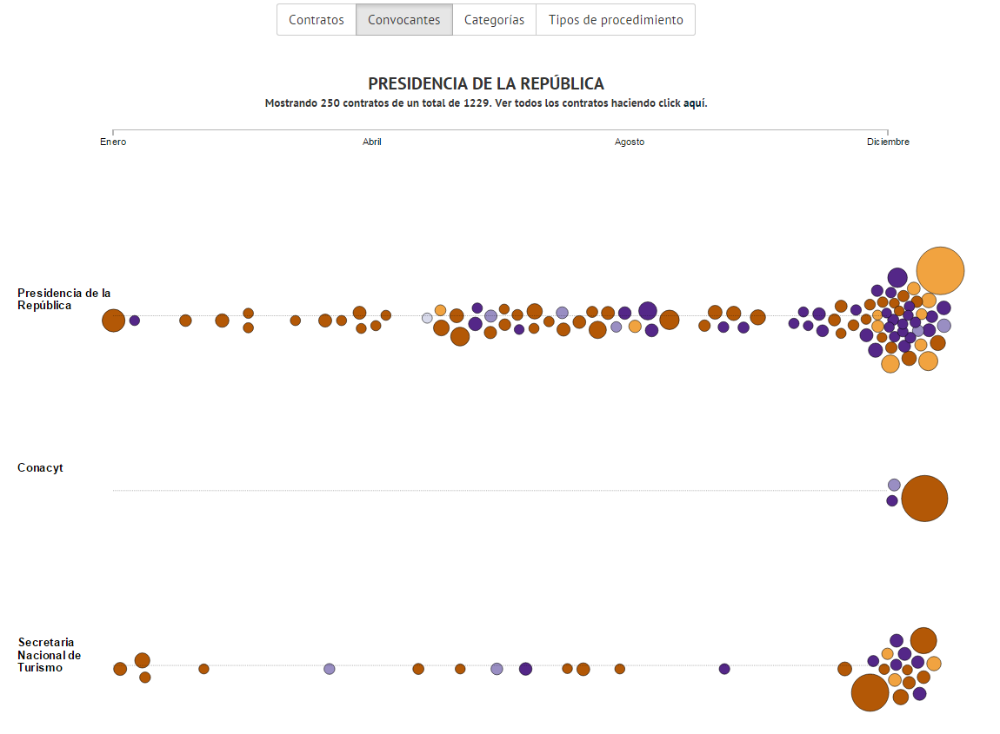 Contratos Convocantes Categorías Tipos de procedimiento
PRESIDENCIA DE LA REPÚBLICA
Mostrando 250 contratos de un total de 1229. Ver todos los contratos haciendo click aquí.
Enero Abril Agosto Diciembre
Presidencia de la
República
Conacyt
Secretaria
Nacional de
Turismo